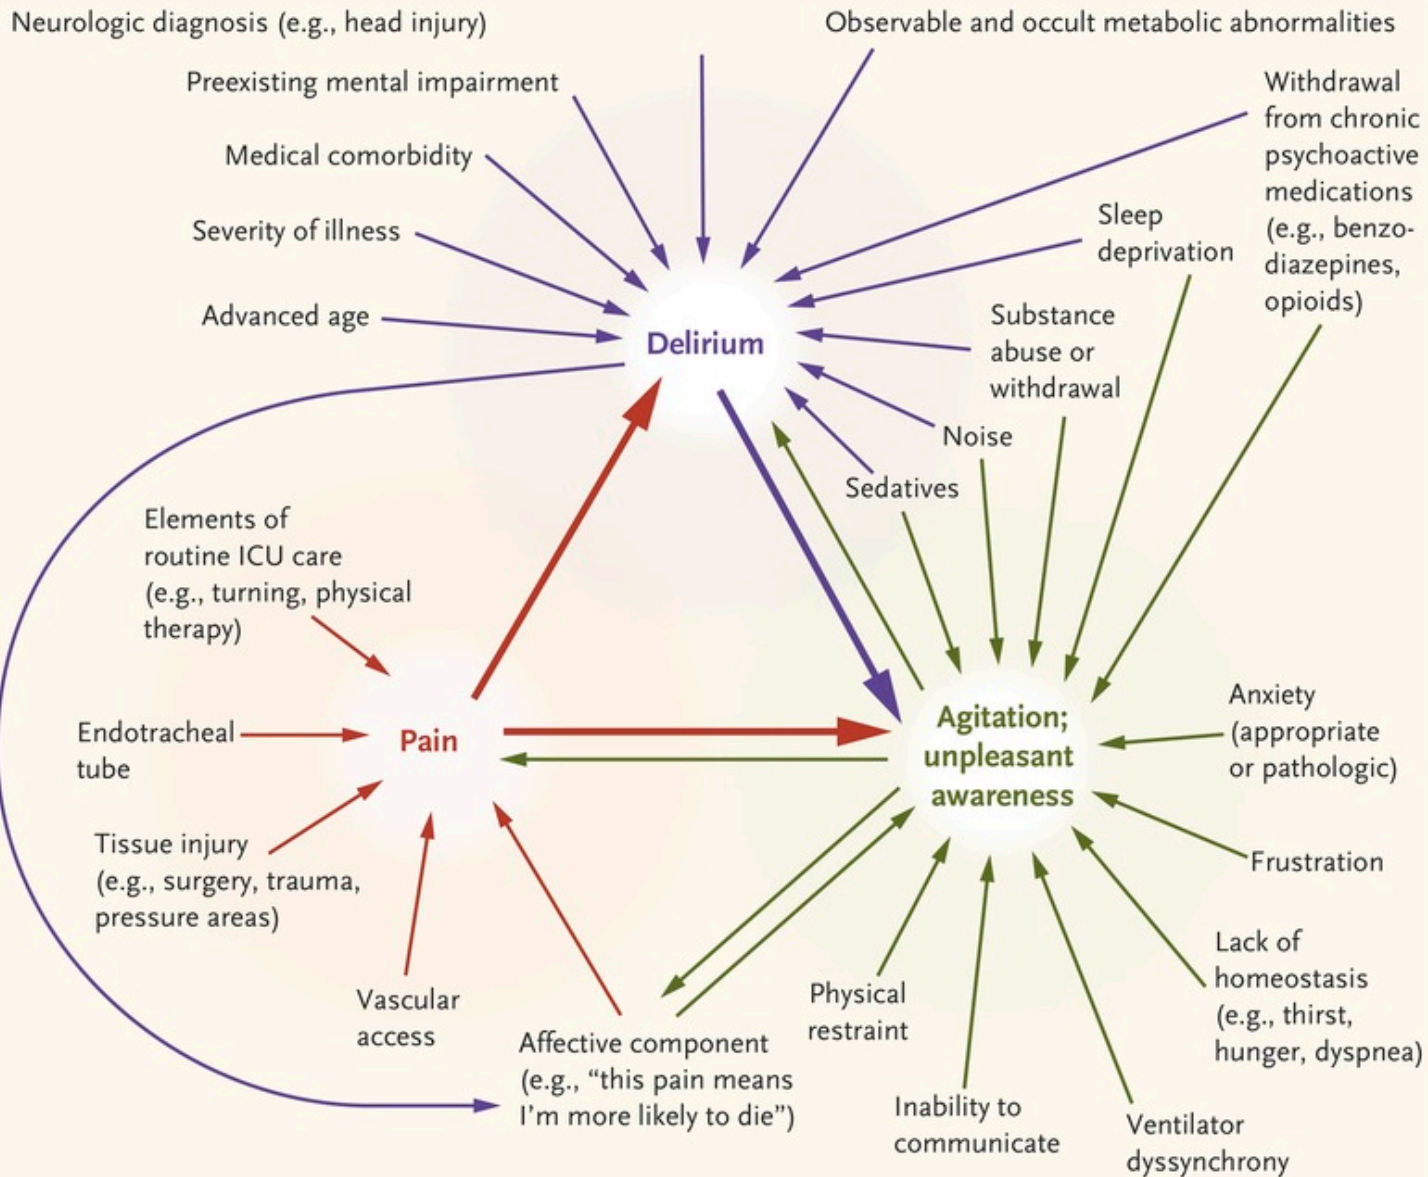 Neurologic diagnosis (e.g., head injury)
Observable and occult metabolic abnormalities
Preexisting mental impairment
Withdrawal
from chronic
psychoactive
medications
(e.g., benzo-
diazepines,
opioids)
Medical comorbidity
Sleep
deprivation
Severity of illness
Advanced age
Substance
abuse or
withdrawal
Delirium
Noise
Sedatives
Elements of
routine ICU care
(e.g., turning, physical
therapy)
Endotracheal
tube
Pain
Agitation;
unpleasant
awareness
Anxiety
(appropriate
or pathologic)
Tissue injury
(e.g., surgery, trauma,
pressure areas)
Frustration
Vascular
access
Affective component
(e.g., “this pain means
I’m more likely to die”)
Physical
restraint
Lack of
homeostasis
(e.g., thirst,
hunger, dyspnea)
Inability to
communicate
Ventilator
dyssynchrony